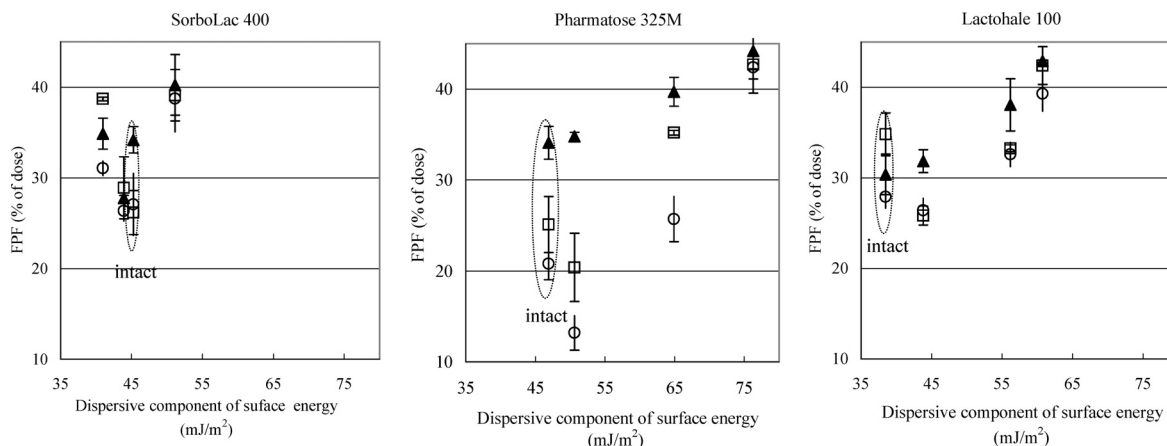 SorboLac 400
FPF (% of dose)
40
30
20
10
intact
35 45 55 65 75
Dispersive component of suface energy
(mJ/m²)
Pharmatose 325M
FPF (% of dose)
40
30
20
10
intact
35 45 55 65 75
Dispersive component of surface energy
(mJ/m²)
Lactohale 100
FPF (% of dose)
40
30
20
10
intact
35 45 55 65 75
Dispersive component of surface energy
(mJ/m²)